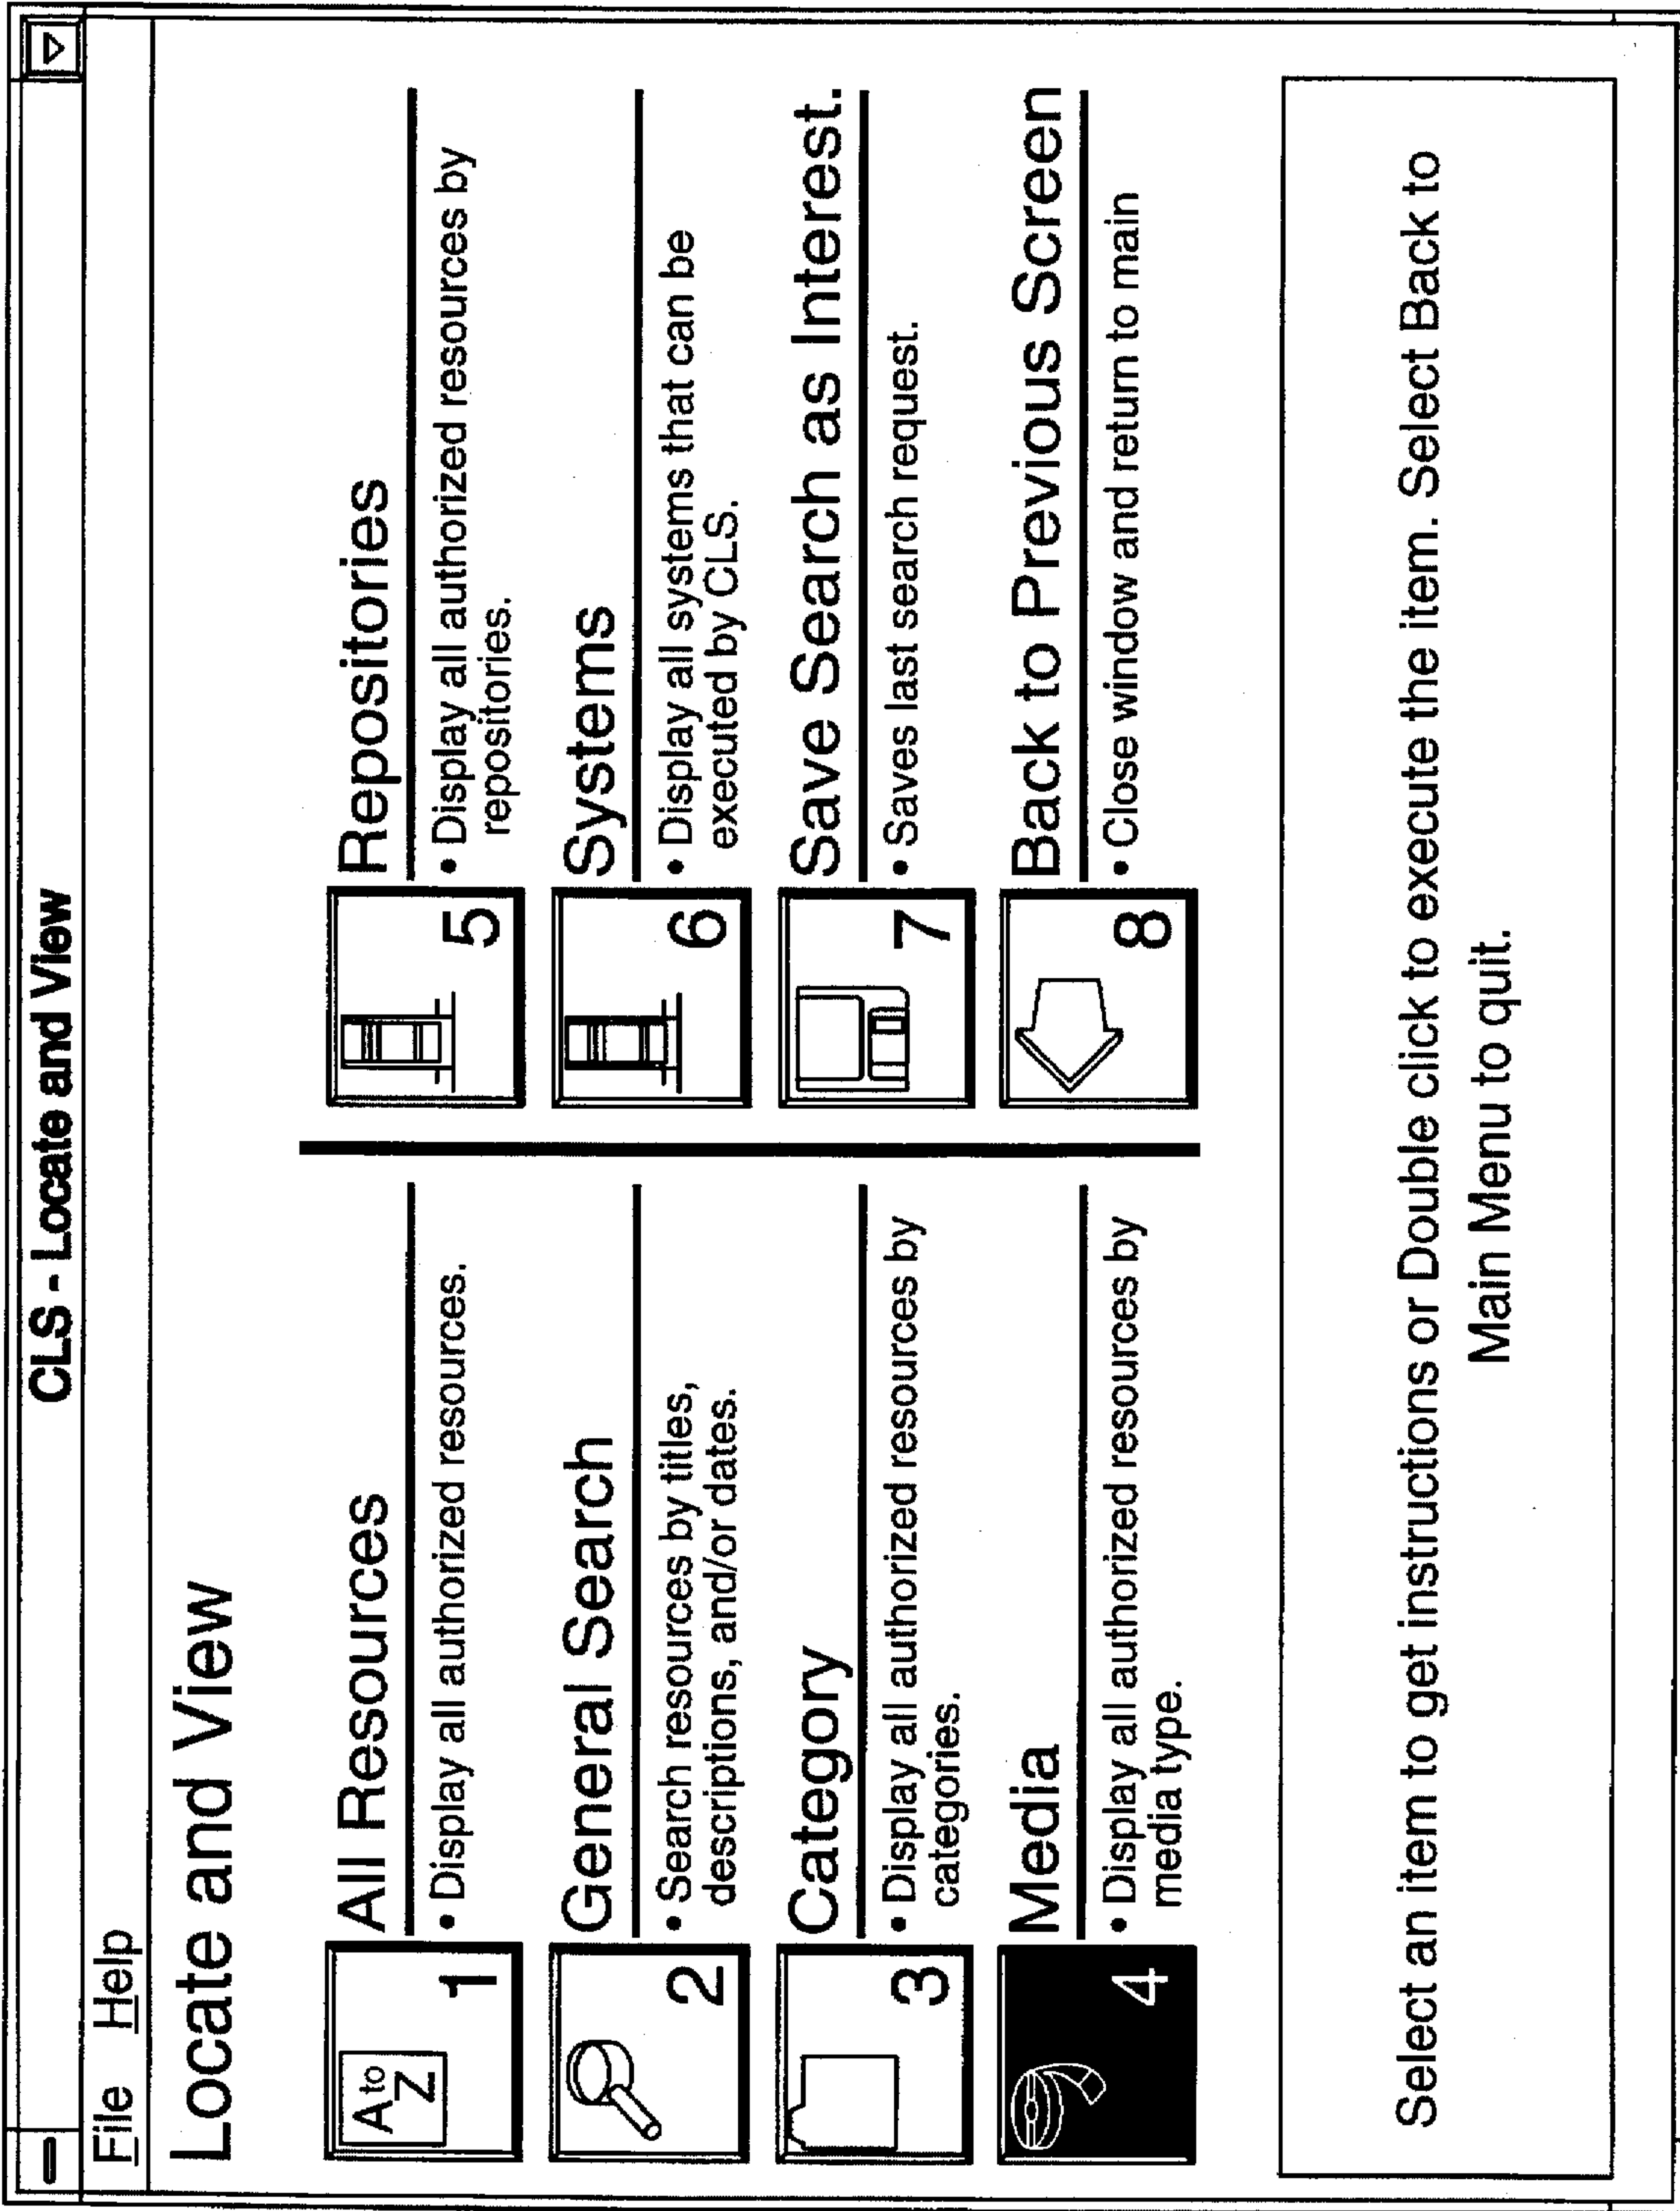 CLS - Locate and View
File Help
Locate and View
A to
Z
1
All Resources
• Display all authorized resources.
2
General Search
• Search resources by titles,
descriptions, and/or dates.
3
Category
• Display all authorized resources by
categories.
4
Media
• Display all authorized resources by
media type.
5
Repositories
• Display all authorized resources by
repositories.
6
Systems
• Display all systems that can be
executed by CLS.
7
Save Search as Interest.
• Saves last search request.
8
Back to Previous Screen
• Close window and return to main
Select an item to get instructions or Double click to execute the item. Select Back to
Main Menu to quit.